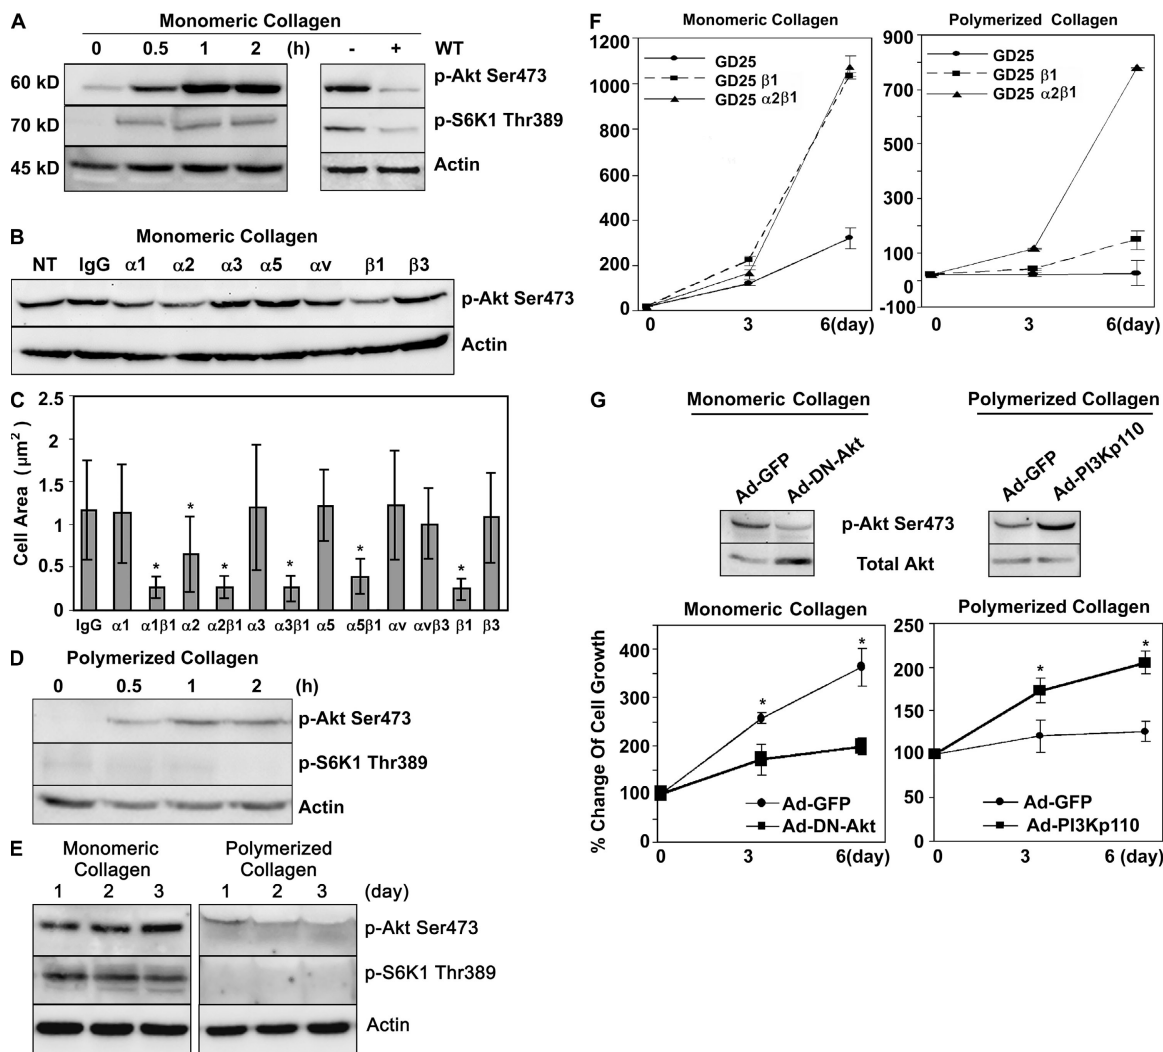 A
Monomeric Collagen
0 0.5 1 2 (h) - + WT
60 kD
p-Akt Ser473
70 kD
p-S6K1 Thr389
45 kD
Actin
B
Monomeric Collagen
NT IgG α1 α2 α3 α5 αv β1 β3
p-Akt Ser473
Actin
C
Cell Area (μm²)
2.5
2
1.5
1
0.5
0
* * * * * *
IgG α1 α1β1 α2 α2β1 α3 α3β1 α5 α5β1 αv αvβ3 β1 β3
D
Polymerized Collagen
0 0.5 1 2 (h)
p-Akt Ser473
p-S6K1 Thr389
Actin
E
Monomeric
Collagen
Polymerized
Collagen
1 2 3 1 2 3 (day)
p-Akt Ser473
p-S6K1 Thr389
Actin
F
Monomeric Collagen
1200
1000
800
600
400
200
0
GD25
GD25 β1
GD25 α2β1
0 3 6(day)
Polymerized Collagen
900
700
500
300
100
0
-100
GD25
GD25 β1
GD25 α2β1
0 3 6(day)
G
Monomeric Collagen
Ad-GFP
Ad-DN-Akt
Polymerized Collagen
Ad-GFP
Ad-PI3Kp110
p-Akt Ser473
Total Akt
Monomeric Collagen
% Change Of Cell Growth
400
300
200
100
0
* *
Ad-GFP
Ad-DN-Akt
0 3 6(day)
Polymerized Collagen
250
200
150
100
50
0
* *
Ad-GFP
Ad-PI3Kp110
0 3 6 (day)